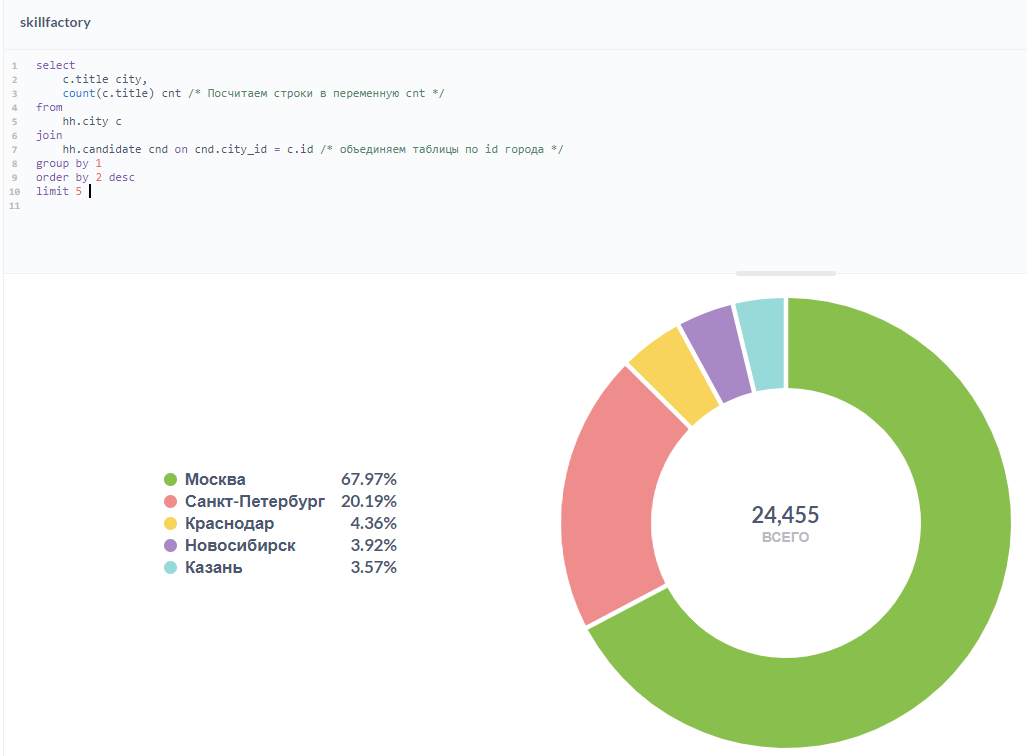 skillfactory
1 select
2 c.title city,
3 count(c.title) cnt /* Посчитаем строки в переменную cnt */
4 from
5 hh.city c
6 join
7 hh.candidate cnd on cnd.city_id = c.id /* объединяем таблицы по id города */
8 group by 1
9 order by 2 desc
10 limit 5
11
Москва 67.97%
Санкт-Петербург 20.19%
Краснодар 4.36%
Новосибирск 3.92%
Казань 3.57%
24,455
ВСЕГО